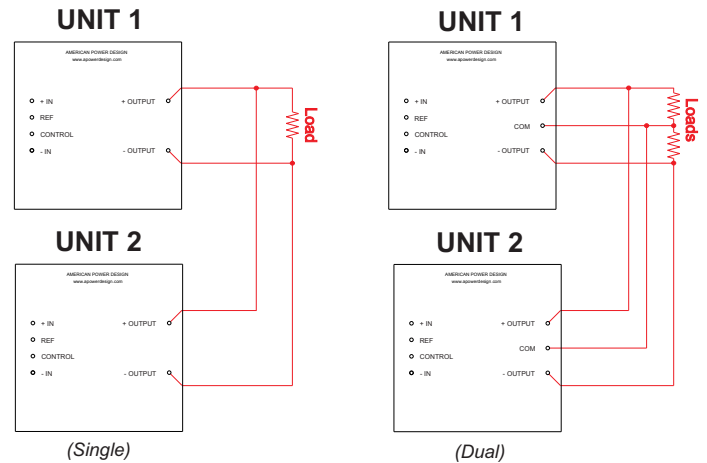 UNIT 1
AMERICAN POWER DESIGN
www.apowerdesign.com
+ IN
REF
CONTROL
- IN
+ OUTPUT
- OUTPUT
Load
UNIT 2
AMERICAN POWER DESIGN
www.apowerdesign.com
+ IN
REF
CONTROL
- IN
+ OUTPUT
- OUTPUT
(Single)
UNIT 1
AMERICAN POWER DESIGN
www.apowerdesign.com
+ IN
REF
CONTROL
- IN
+ OUTPUT
COM
- OUTPUT
Loads
UNIT 2
AMERICAN POWER DESIGN
www.apowerdesign.com
+ IN
REF
CONTROL
- IN
+ OUTPUT
COM
- OUTPUT
(Dual)